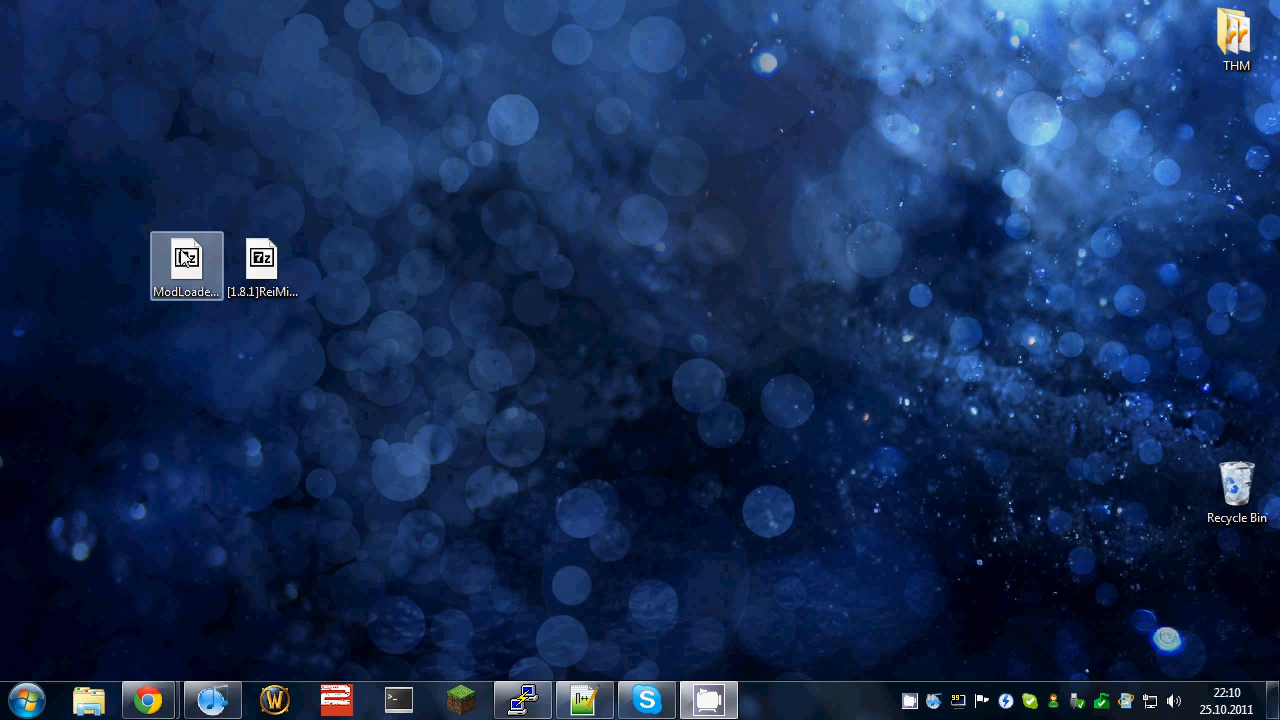 THM
ModLoade...
[1.8.1]ReiMi...
Recycle Bin
22:10
25.10.2011